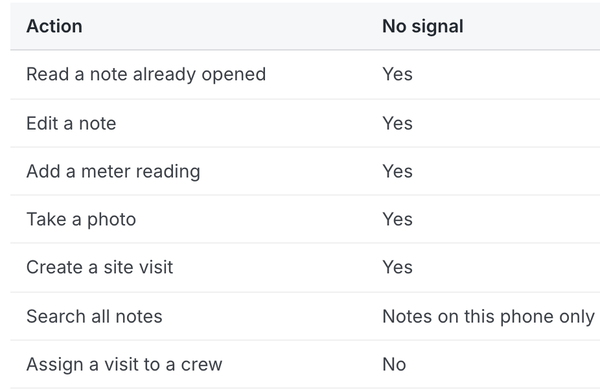 Action No signal
Read a note already opened Yes
Edit a note Yes
Add a meter reading Yes
Take a photo Yes
Create a site visit Yes
Search all notes Notes on this phone only
Assign a visit to a crew No